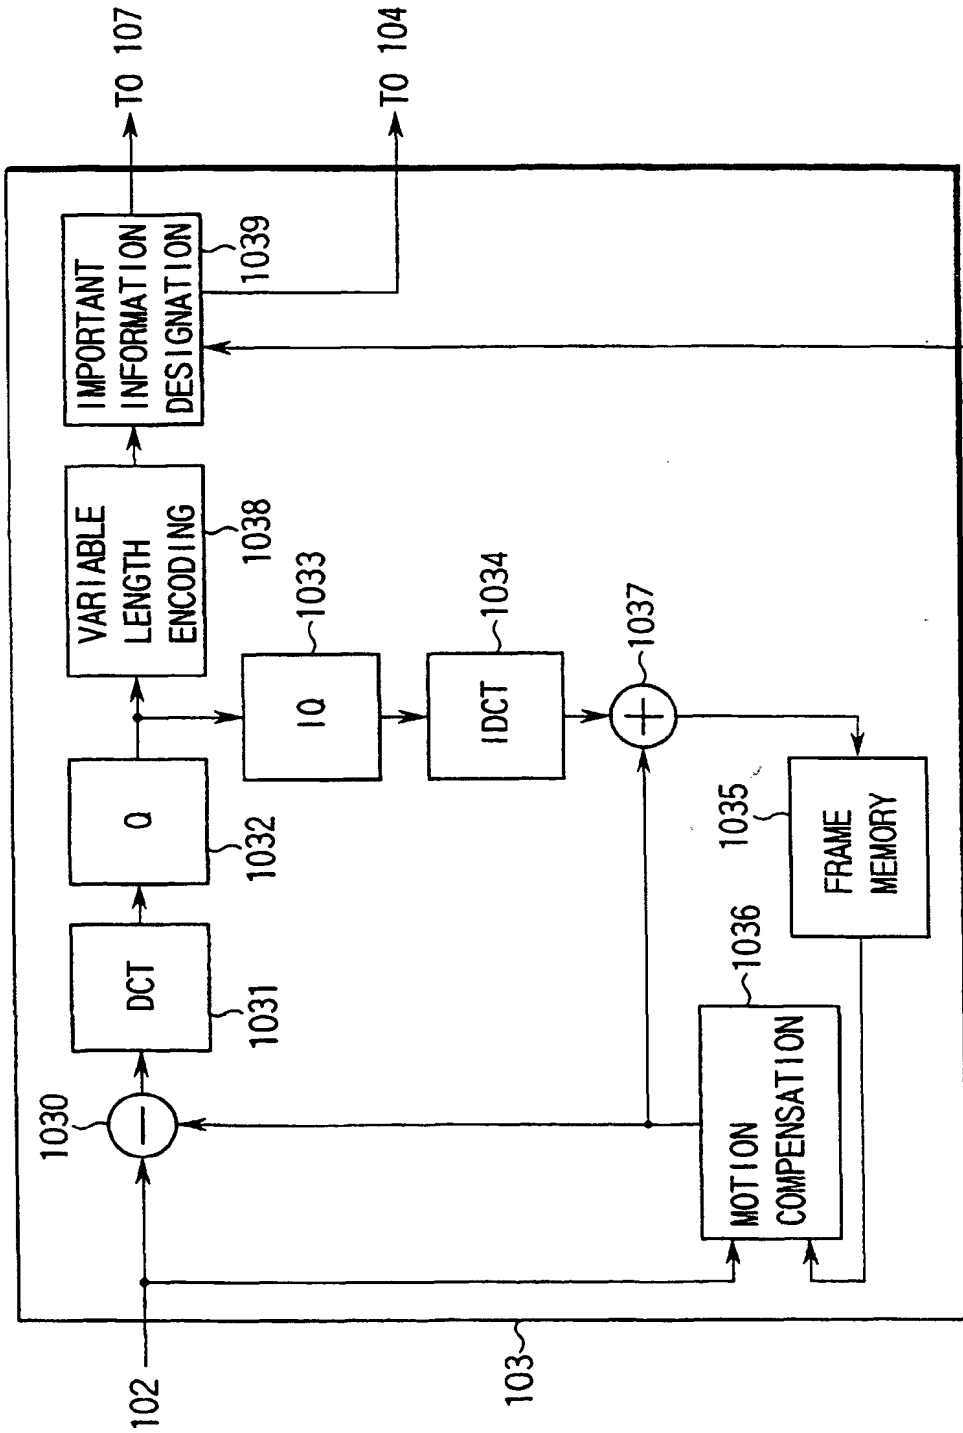 102
103
1030
DCT
1031
Q
1032
VARIABLE
LENGTH
ENCODING
1038
IMPORTANT
INFORMATION
DESIGNATION
1039
TO 107
TO 104
IQ
1033
IDCT
1034
1037
MOTION
COMPENSATION
1036
FRAME
MEMORY
1035